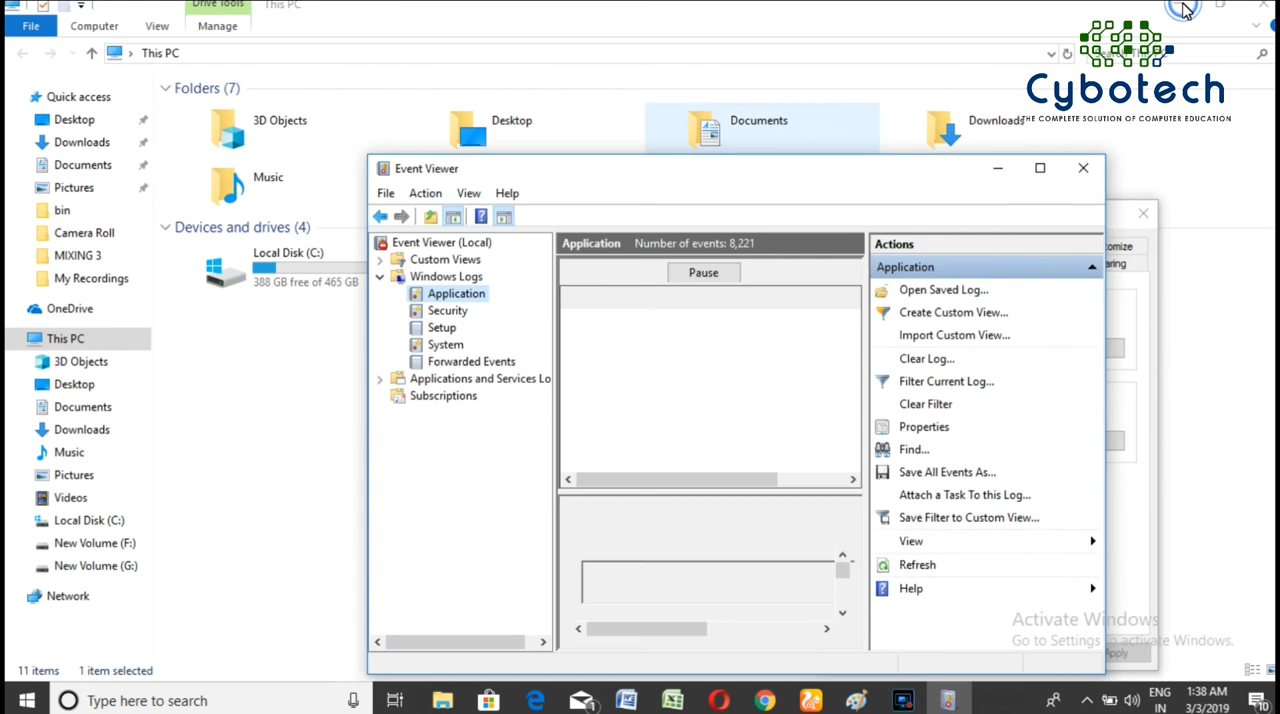 Drive Tools
This PC
File
Computer
View
Manage
This PC
Cybotech
THE COMPLETE SOLUTION OF COMPUTER EDUCATION
Quick access
Desktop
Downloads
Documents
Pictures
bin
Camera Roll
MIXING 3
My Recordings
OneDrive
This PC
3D Objects
Desktop
Documents
Downloads
Music
Pictures
Videos
Local Disk (C:)
New Volume (F:)
New Volume (G:)
Network
Folders (7)
3D Objects
Desktop
Documents
Downloads
Music
Devices and drives (4)
Local Disk (C:)
388 GB free of 465 GB
Event Viewer
File
Action
View
Help
Event Viewer (Local)
Custom Views
Windows Logs
Application
Security
Setup
System
Forwarded Events
Applications and Services Lo
Subscriptions
Application
Number of events: 8,221
Pause
Actions
Application
Open Saved Log...
Create Custom View...
Import Custom View...
Clear Log...
Filter Current Log...
Clear Filter
Properties
Find...
Save All Events As...
Attach a Task To this Log...
Save Filter to Custom View...
View
Refresh
Help
omize
aring
Activate Windows
Go to Settings to activate Windows.
Apply
11 items
1 item selected
Type here to search
1
ENG
IN
1:38 AM
3/3/2019
10